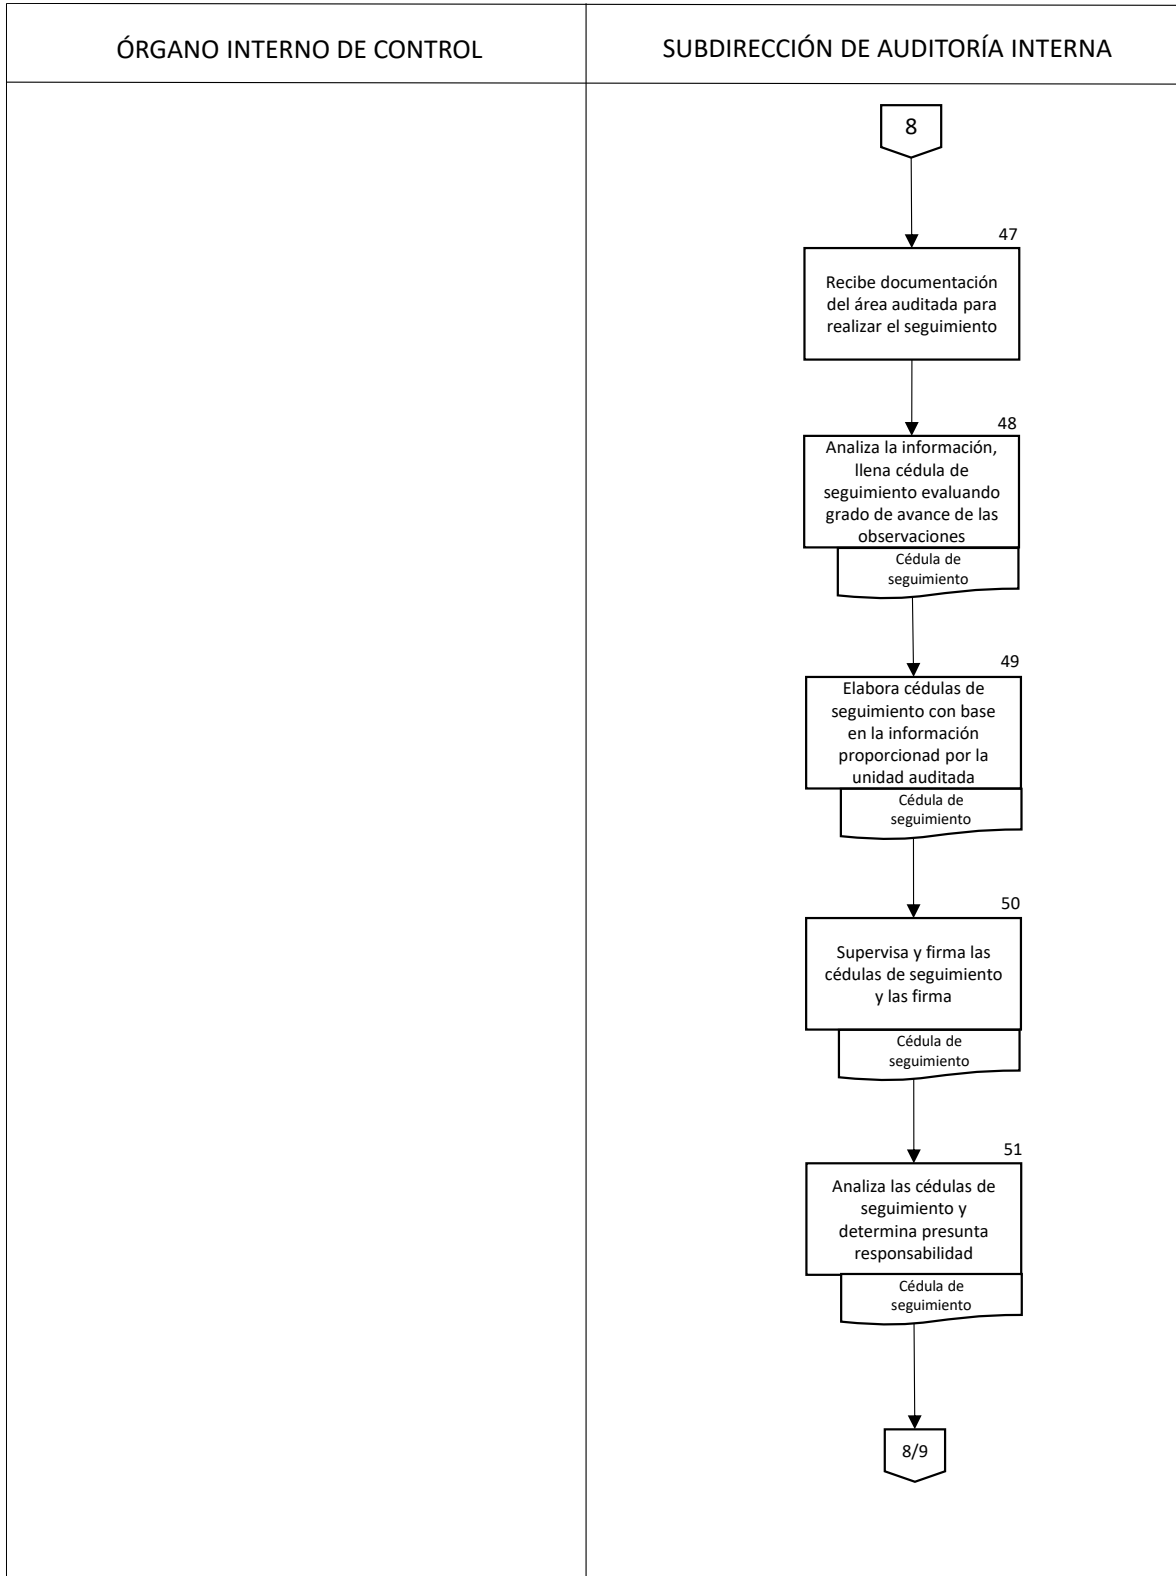 ÓRGANO INTERNO DE CONTROL
SUBDIRECCIÓN DE AUDITORÍA INTERNA
8
47
Recibe documentación
del área auditada para
realizar el seguimiento
48
Analiza la información,
llena cédula de
seguimiento evaluando
grado de avance de las
observaciones
Cédula de
seguimiento
49
Elabora cédulas de
seguimiento con base
en la información
proporcionad por la
unidad auditada
Cédula de
seguimiento
50
Supervisa y firma las
cédulas de seguimiento
y las firma
Cédula de
seguimiento
51
Analiza las cédulas de
seguimiento y
determina presunta
responsabilidad
Cédula de
seguimiento
8/9